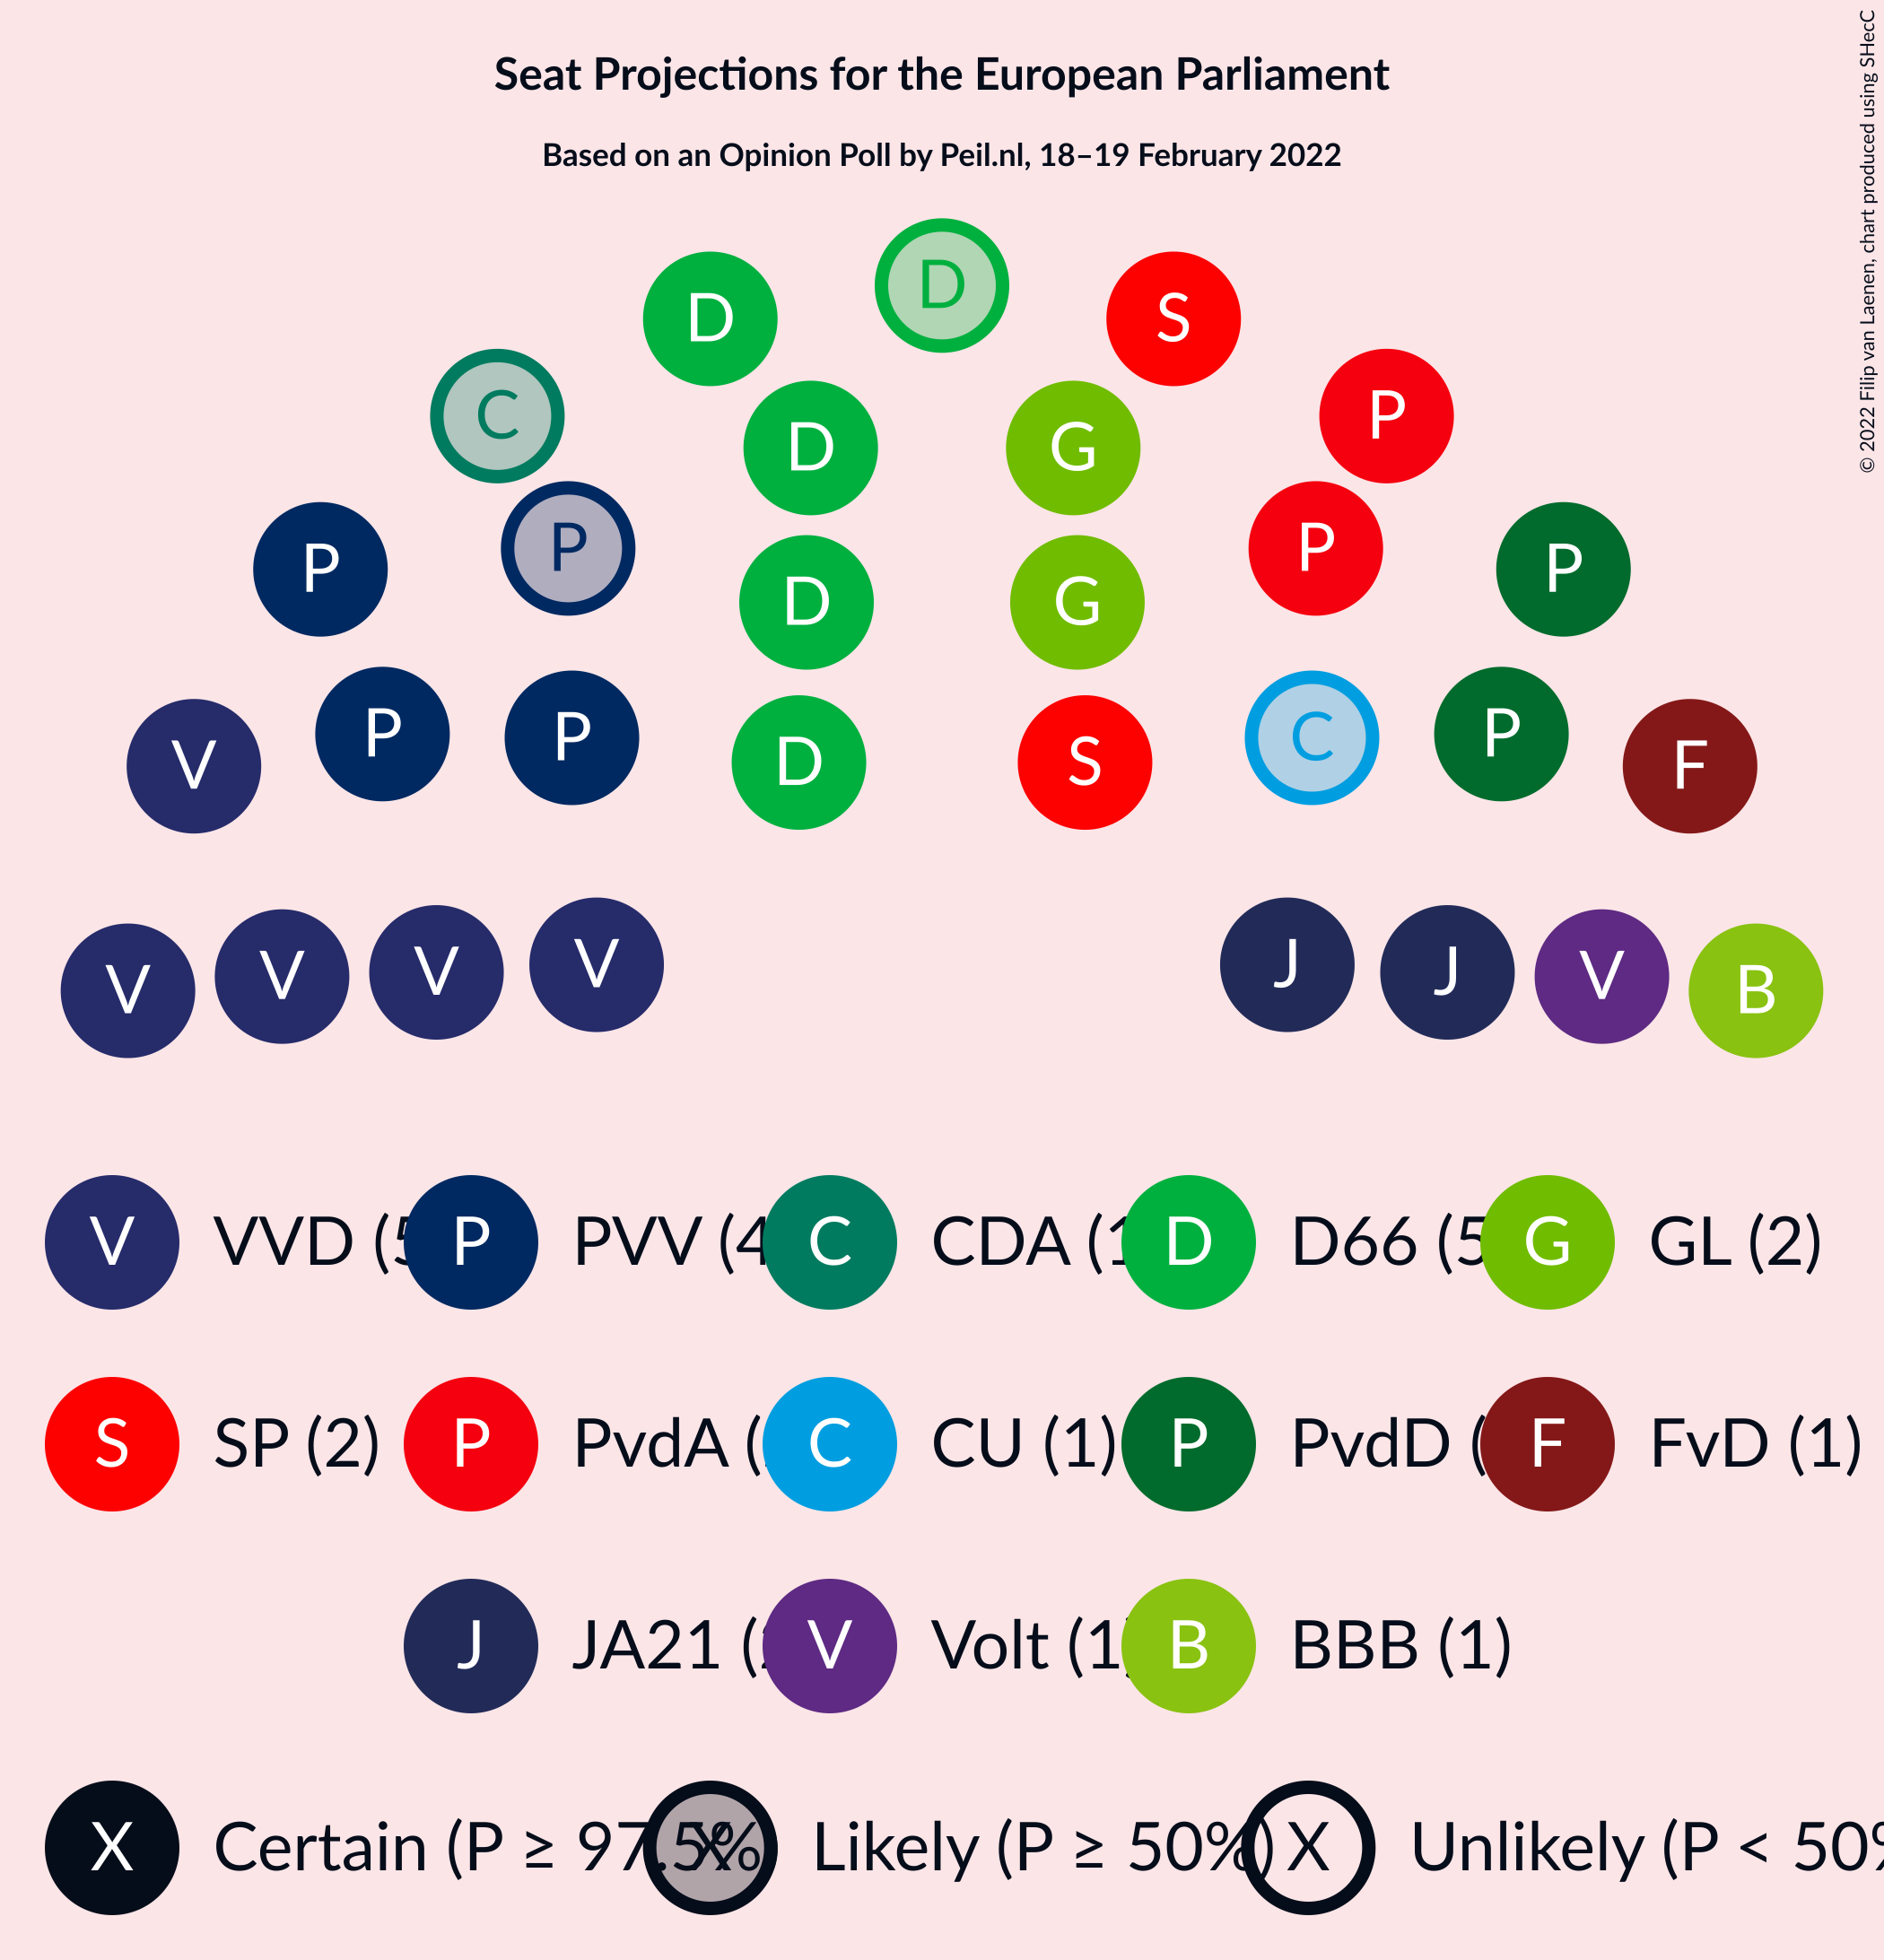 Seat Projections for the European Parliament
Based on an Opinion Poll by Peil.nl, 18–19 February 2022
© 2022 Filip van Laenen, chart produced using SHecC
D
D S
C P
D G
P P P P
D G
V P P D S C P F
V V V V J J V B
V VVD (5 P PVV (4 C CDA (1 D D66 (5 G GL (2)
S SP (2) P PvdA ( C CU (1) P PvdD ( F FvD (1)
J JA21 ( V Volt (1) B BBB (1)
X Certain (P ≥ 97.5% X Likely (P ≥ 50%) X Unlikely (P < 50%